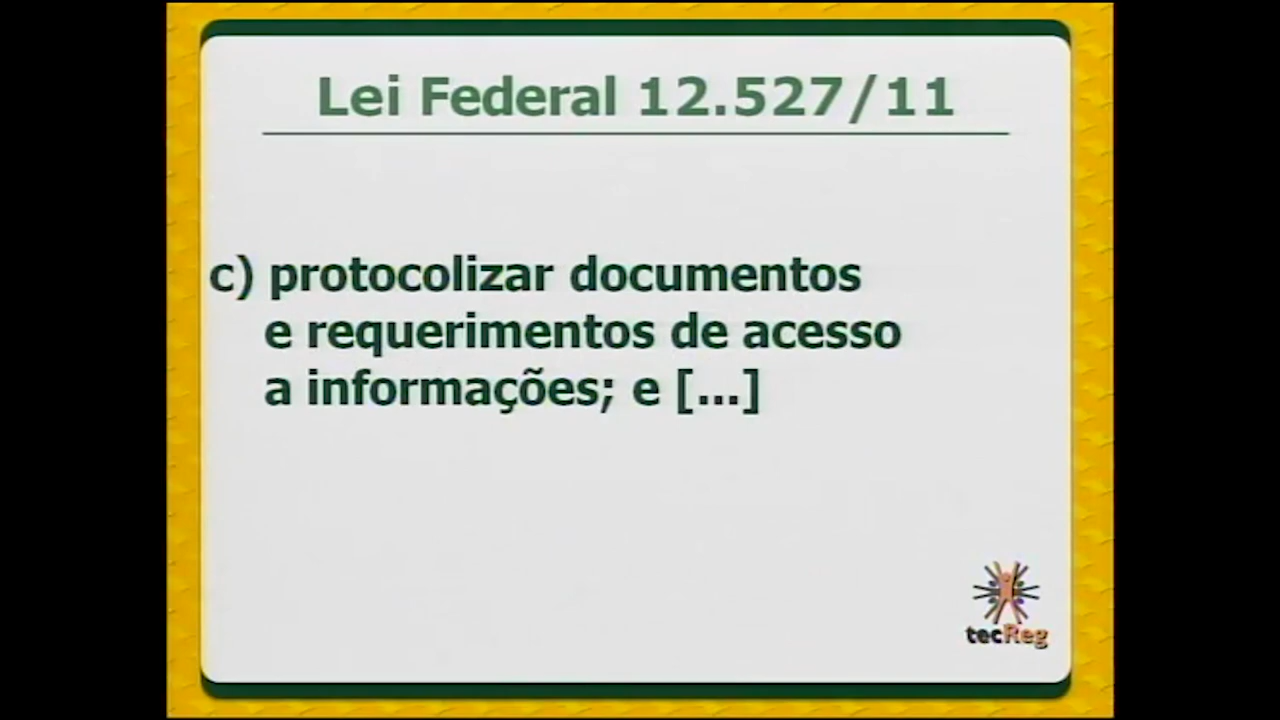 Lei Federal 12.527/11
c) protocolizar documentos
e requerimentos de acesso
a informações; e [...]
tecReg